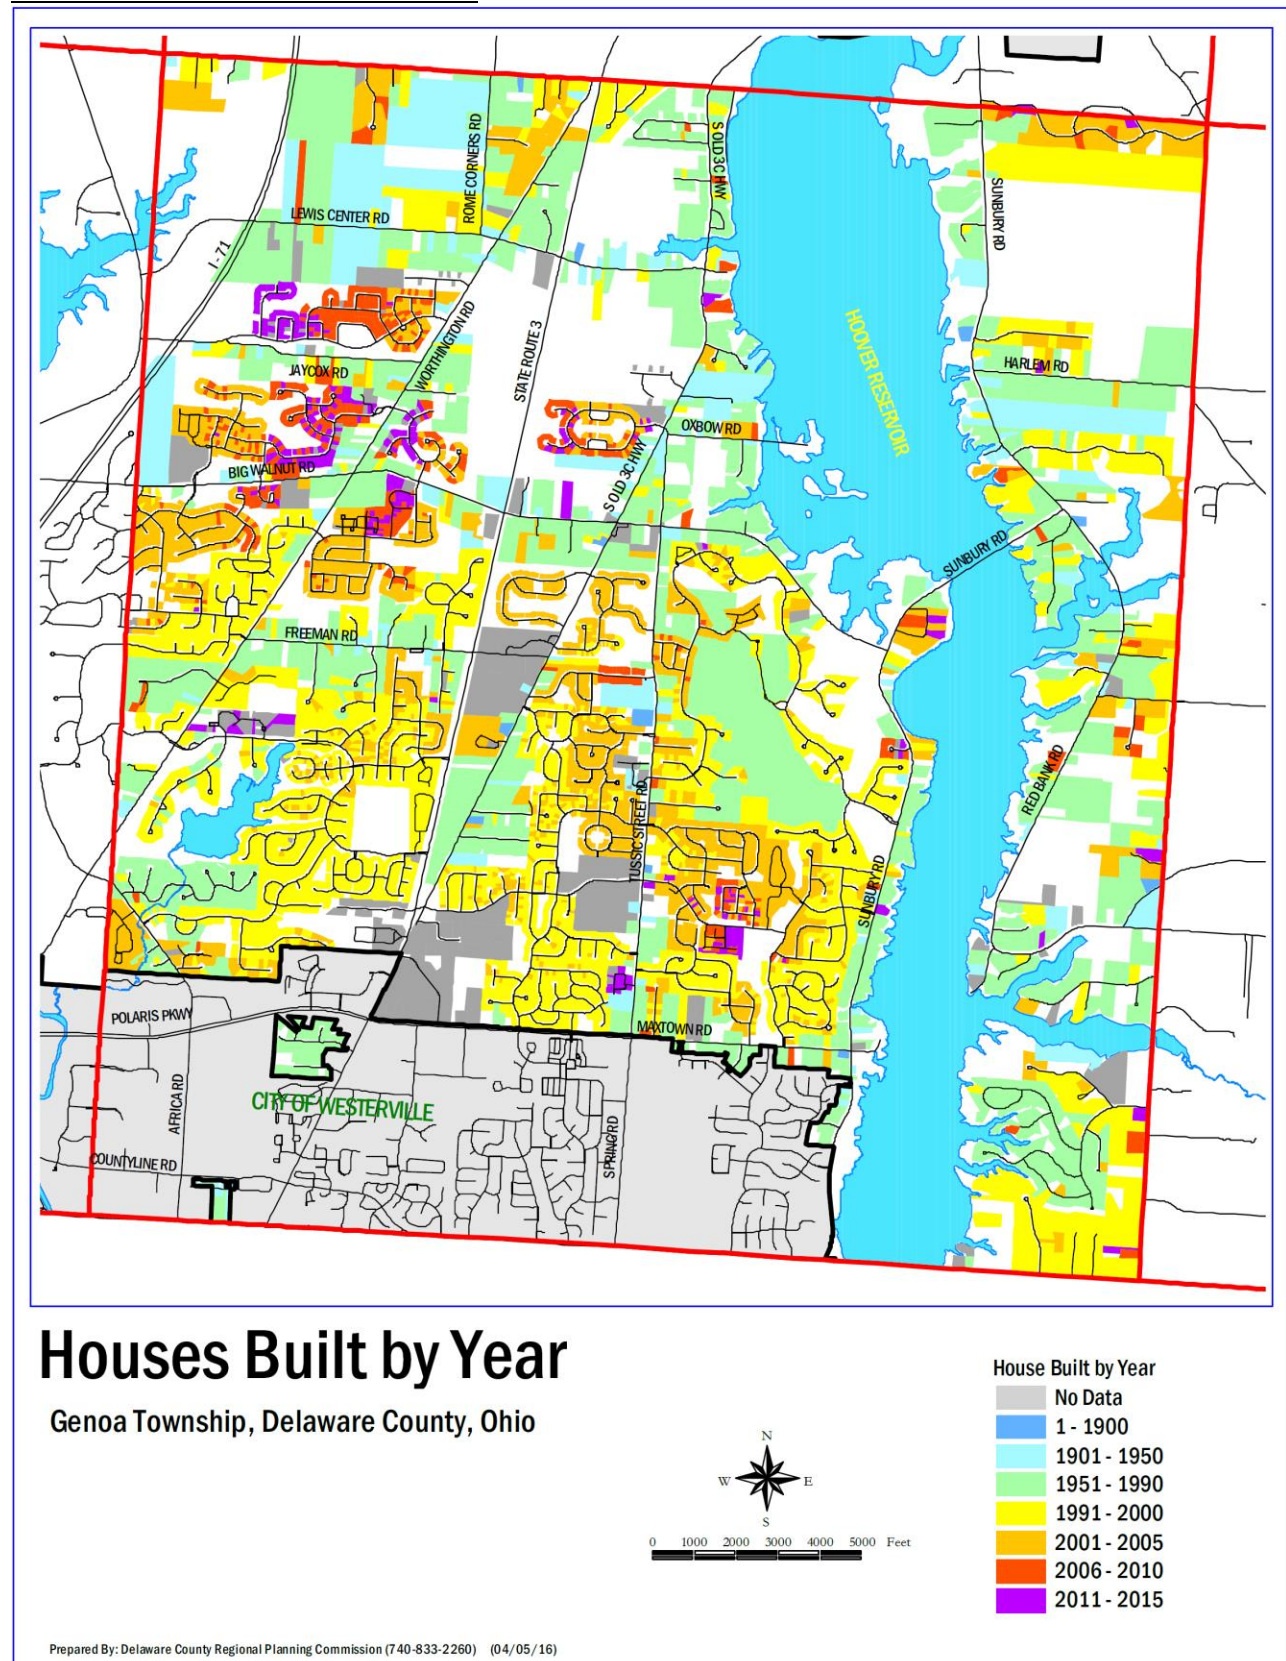 ROME CORNERS RD
S OLD 3C HWY
SUNBURY RD
LEWIS CENTER RD
I - 71
WORTHINGTON RD
STATE ROUTE 3
HOOVER RESERVOIR
HARLEM RD
JAYCOX RD
OXBOW RD
S OLD 3C HWY
BIG WALNUT RD
SUNBURY RD
FREEMAN RD
RED BANK RD
TUSSIC STREET RD
SUNBURY RD
POLARIS PKWY
MAXTOWN RD
AFRICA RD
CITY OF WESTERVILLE
SPRING RD
COUNTYLINE RD
Houses Built by Year
Genoa Township, Delaware County, Ohio
House Built by Year
No Data
1 - 1900
1901 - 1950
1951 - 1990
1991 - 2000
2001 - 2005
2006 - 2010
2011 - 2015
N
W E
S
0 1000 2000 3000 4000 5000 Feet
Prepared By: Delaware County Regional Planning Commission (740-833-2260) (04/05/16)